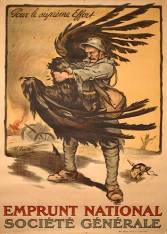 Pour le suprême Effort
EMPRUNT NATIONAL
SOCIÉTÉ GÉNÉRALE